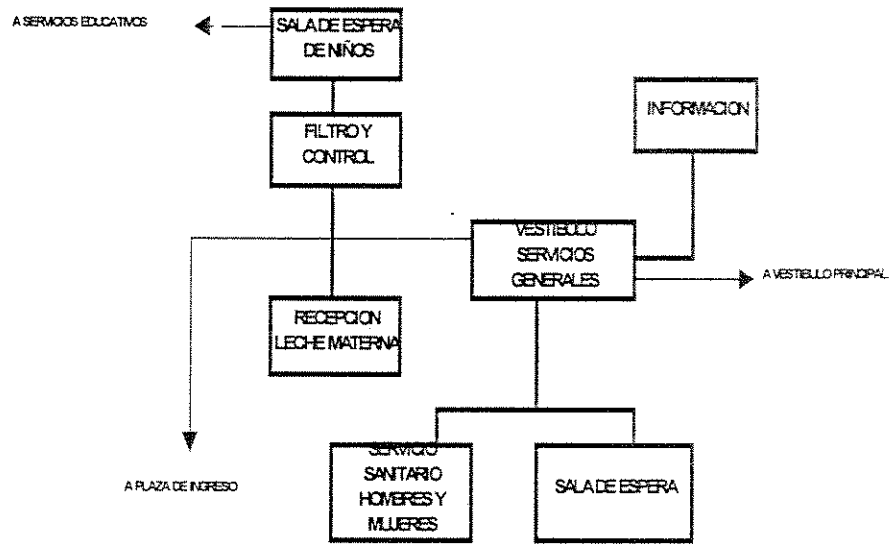 A SERVICIOS EDUCATIVOS
SALA DE ESPERA
DE NIÑOS
INFORMACION
FILTRO Y
CONTROL
VESTIBULO
SERVICIOS
GENERALES
A VESTIBULO PRINCIPAL
RECEPCION
LECHE MATERNA
SERVICIO
SANITARIO
HOMBRES Y
MUJERES
SALA DE ESPERA
A PLAZA DE INGRESO